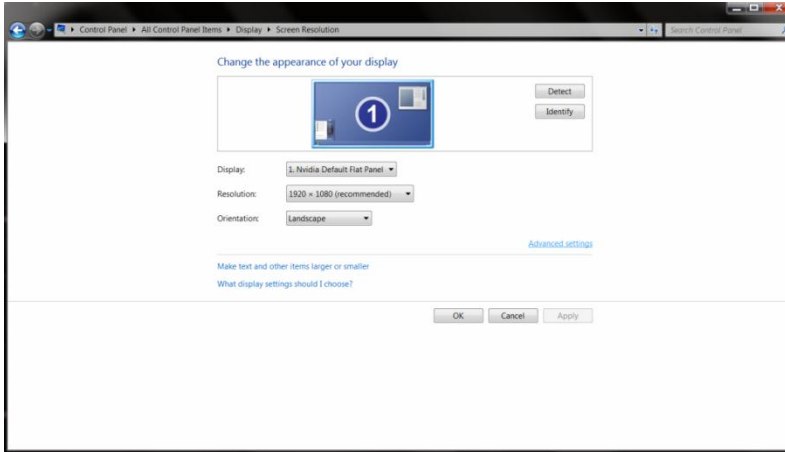 Control Panel ▸ All Control Panel Items ▸ Display ▸ Screen Resolution
Search Control Panel
Change the appearance of your display
1
Detect
Identify
Display: 1. Nvidia Default Flat Panel
Resolution: 1920 × 1080 (recommended)
Orientation: Landscape
Advanced settings
Make text and other items larger or smaller
What display settings should I choose?
OK Cancel Apply